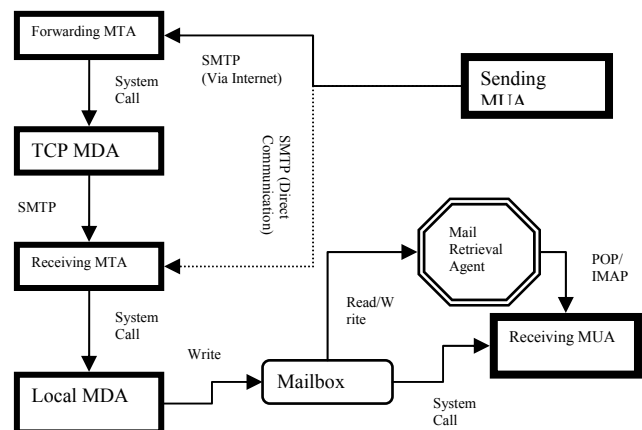 Forwarding MTA
SMTP
(Via Internet)
Sending
MUA
System
Call
TCP MDA
SMTP (Direct
Communication)
SMTP
Receiving MTA
Mail
Retrieval
Agent
POP/
IMAP
System
Call
Read/W
rite
Receiving MUA
Write
Mailbox
Local MDA
System
Call